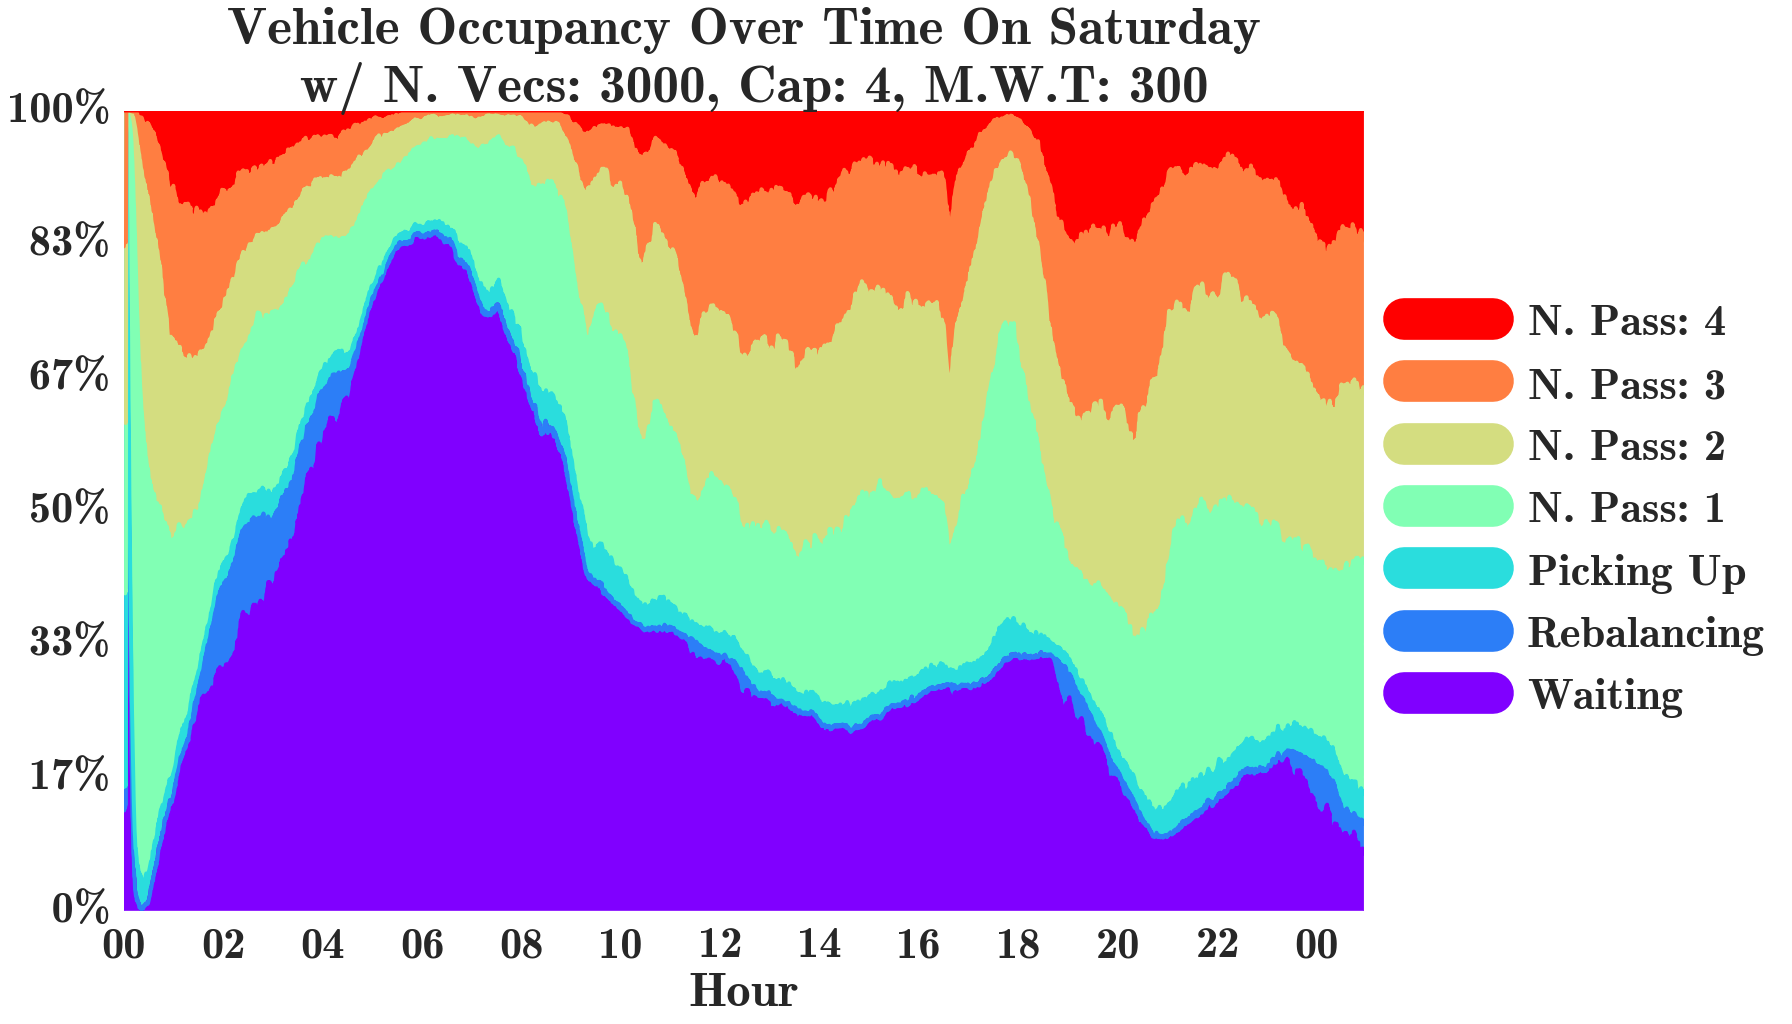 Vehicle Occupancy Over Time On Saturday
w/ N. Vecs: 3000, Cap: 4, M.W.T: 300
100%
83%
67%
50%
33%
17%
0%
00 02 04 06 08 10 12 14 16 18 20 22 00
Hour
N. Pass: 4
N. Pass: 3
N. Pass: 2
N. Pass: 1
Picking Up
Rebalancing
Waiting